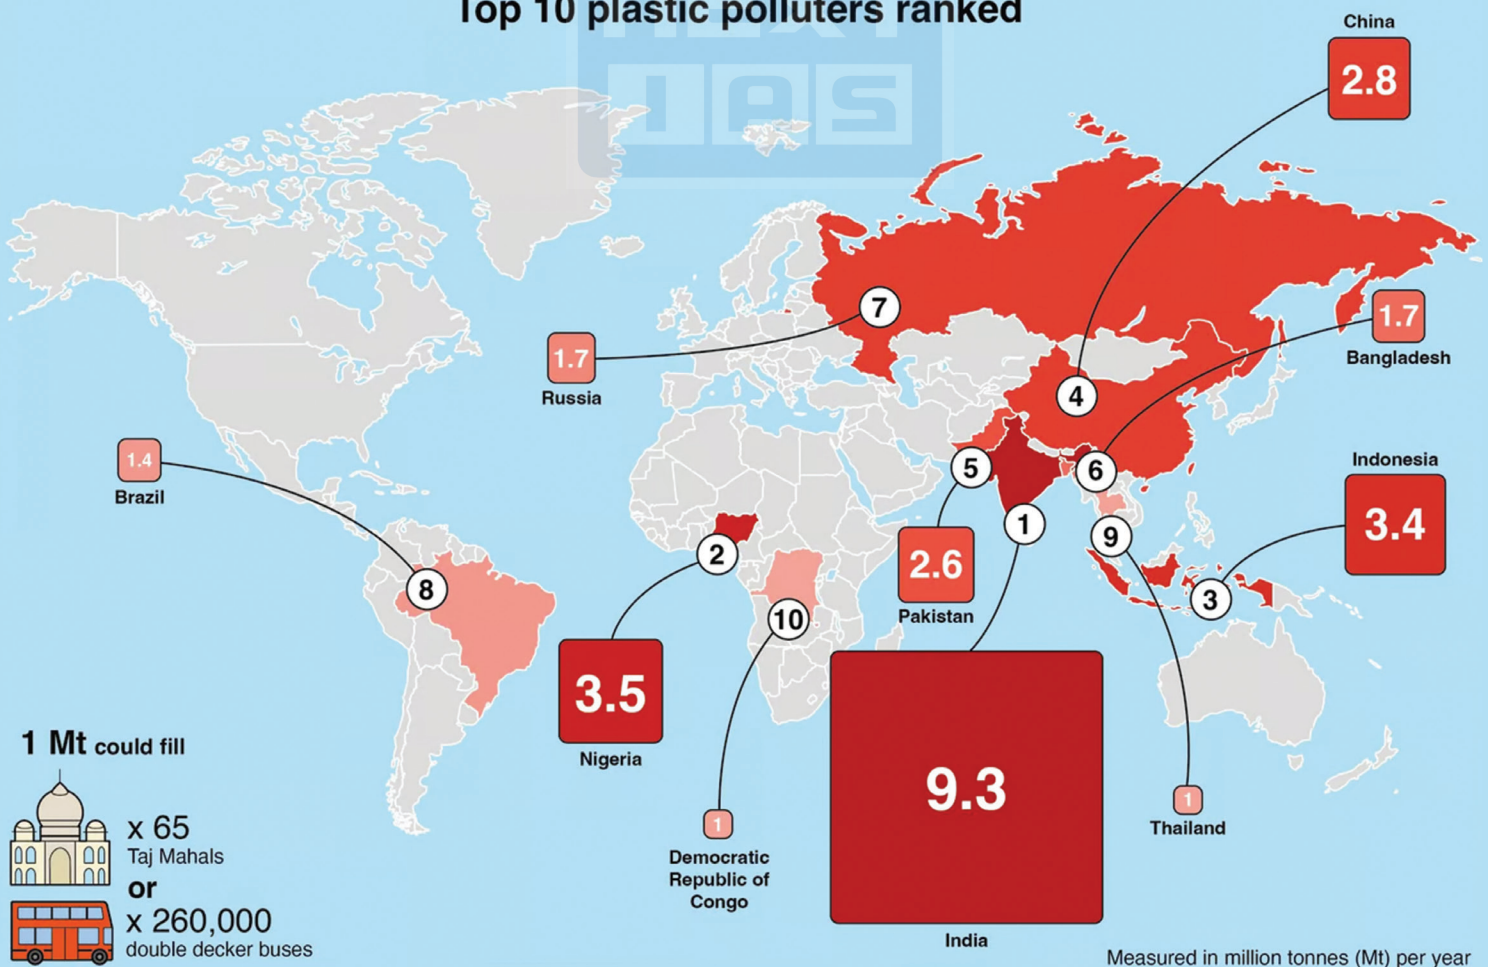 Top 10 plastic polluters ranked
NEXT
IAS
China
2.8
7
1.7
Russia
1.7
Bangladesh
4
1.4
Brazil
5
6
Indonesia
3.4
1
9
2
2.6
Pakistan
8
3
10
3.5
Nigeria
9.3
India
1
Thailand
1
Democratic
Republic of
Congo
1 Mt could fill
x 65
Taj Mahals
or
x 260,000
double decker buses
Measured in million tonnes (Mt) per year